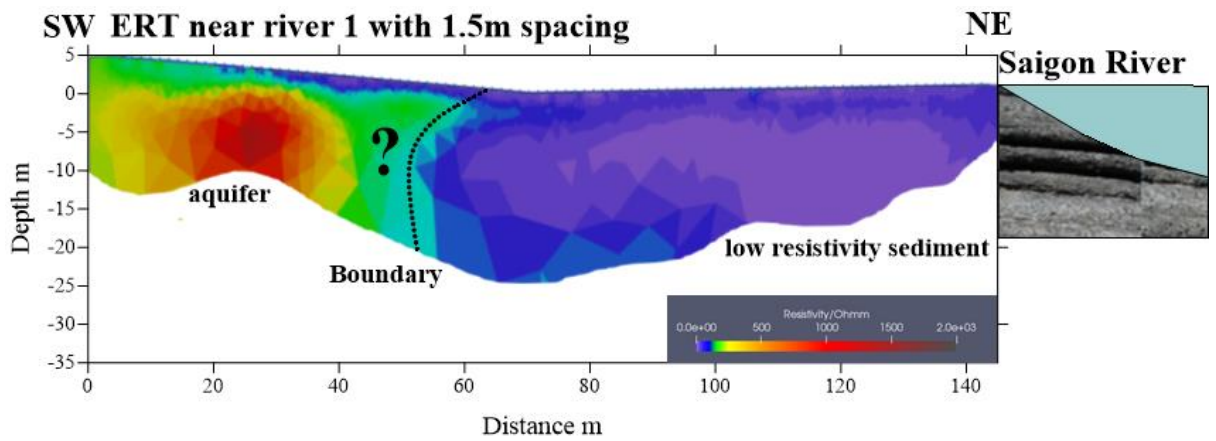 SW ERT near river 1 with 1.5m spacing
NE
Saigon River
5
0
-5
-10
-15
-20
-25
-30
-35
Depth m
?
aquifer
Boundary
low resistivity sediment
Resistivity/Ohmm
0.0e+00 500 1000 1500 2.0e+03
0 20 40 60 80 100 120 140
Distance m